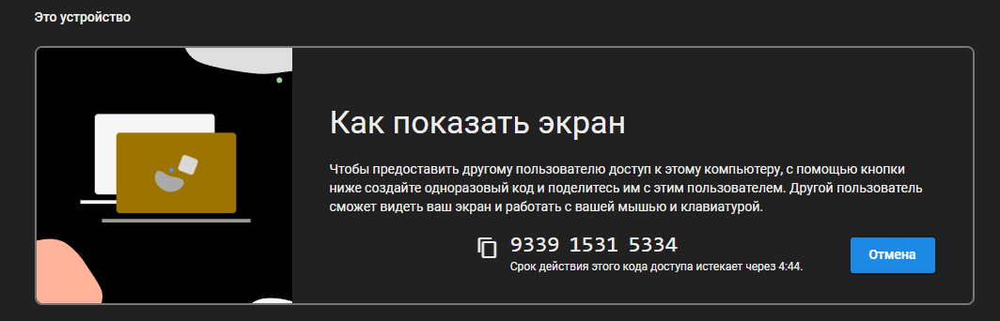 Это устройство
Как показать экран
Чтобы предоставить другому пользователю доступ к этому компьютеру, с помощью кнопки
ниже создайте одноразовый код и поделитесь им с этим пользователем. Другой пользователь
сможет видеть ваш экран и работать с вашей мышью и клавиатурой.
9339 1531 5334
Срок действия этого кода доступа истекает через 4:44.
Отмена